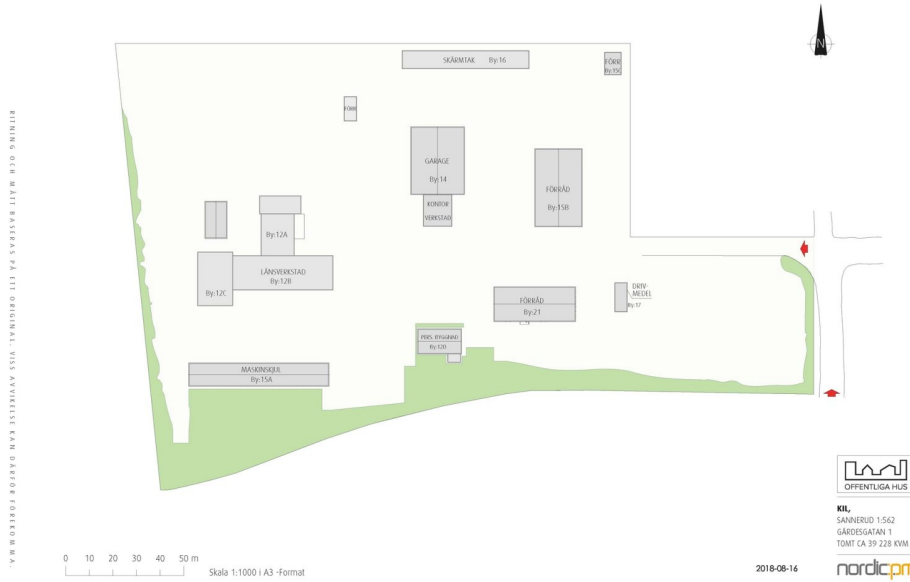 N
SKÄRMTAK By:16
FÖRR
By:15C
FÖRR
GARAGE
By:14
KONTOR
VERKSTAD
FÖRRÅD
By:15B
By:12A
LÄNSVERKSTAD
By:12B
By:12C
FÖRRÅD
By:21
DRIV-
MEDEL
By:17
PERS. BYGGNAD
By:12D
MASKINSKJUL
By:15A
RITNING OCH MÅTT BASERAS PÅ ETT ORIGINAL. VISS AVVIKELSE KAN DÄRFÖR FÖREKOMMA.
OFFENTLIGA HUS
KIL,
SANNERUD 1:562
GÄRDESGATAN 1
TOMT CA 39 228 KVM
0 10 20 30 40 50 m
Skala 1:1000 i A3 -Format
2018-08-16
nordicpm